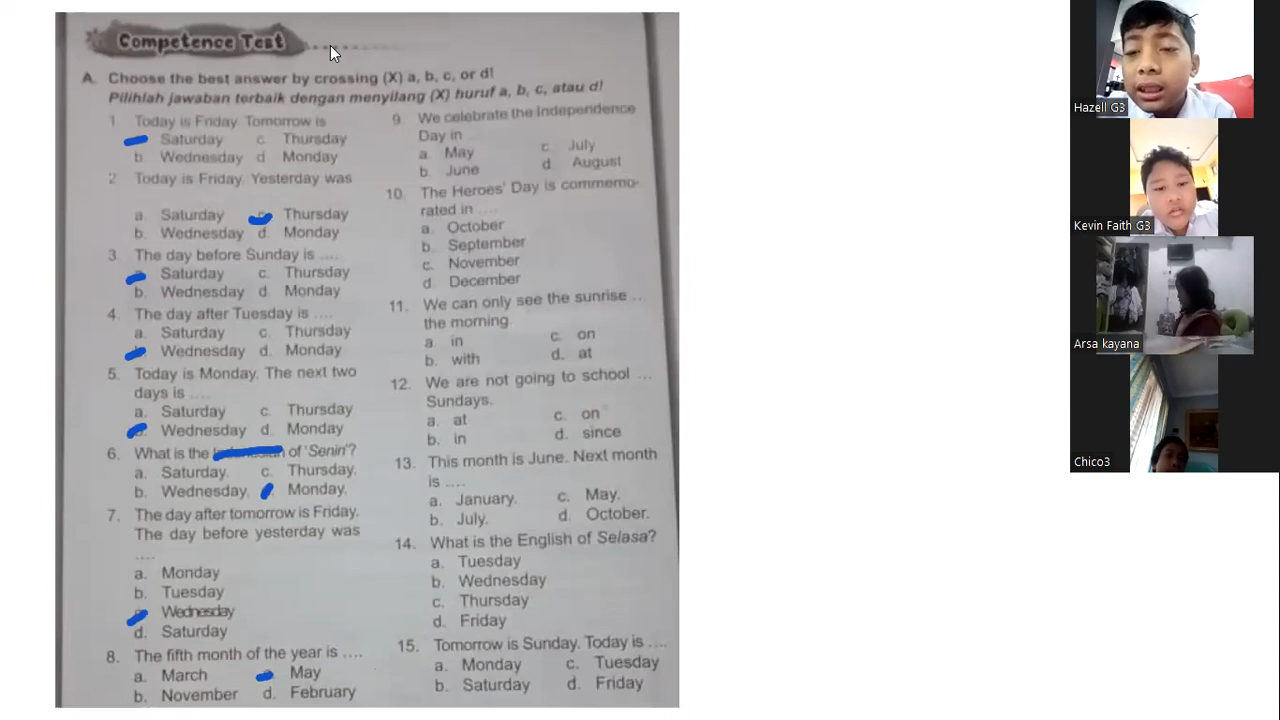 Competence Test
A. Choose the best answer by crossing (X) a, b, c, or d!
Pilihlah jawaban terbaik dengan menyilang (X) huruf a, b, c, atau d!
1 Today is Friday Tomorrow is
Saturday c Thursday
b Wednesday d Monday
2 Today is Friday. Yesterday was
a. Saturday Thursday
b. Wednesday d. Monday
3. The day before Sunday is ....
Saturday c. Thursday
b. Wednesday d. Monday
4. The day after Tuesday is ....
a. Saturday c. Thursday
Wednesday d. Monday
5. Today is Monday. The next two
days is ....
a. Saturday c. Thursday
Wednesday d. Monday
6. What is the of 'Senin'?
a. Saturday. c. Thursday.
b. Wednesday. Monday.
7. The day after tomorrow is Friday.
The day before yesterday was
....
a. Monday
b. Tuesday
Wednesday
d. Saturday
8. The fifth month of the year is ....
a. March May
b. November d. February
9 We celebrate the Independence
Day in
a. May c. July
b. June d. August
10. The Heroes' Day is commemo-
rated in ....
a. October
b. September
c. November
d. December
11. We can only see the sunrise ...
the morning.
a. in c. on
b. with d. at
12. We are not going to school ...
Sundays.
a. at c. on
b. in d. since
13. This month is June. Next month
is ....
a. January. c. May.
b. July. d. October.
14. What is the English of Selasa?
a. Tuesday
b. Wednesday
c. Thursday
d. Friday
15. Tomorrow is Sunday. Today is ....
a. Monday c. Tuesday
b. Saturday d. Friday
Hazell G3
Kevin Faith G3
Arsa kayana
Chico3